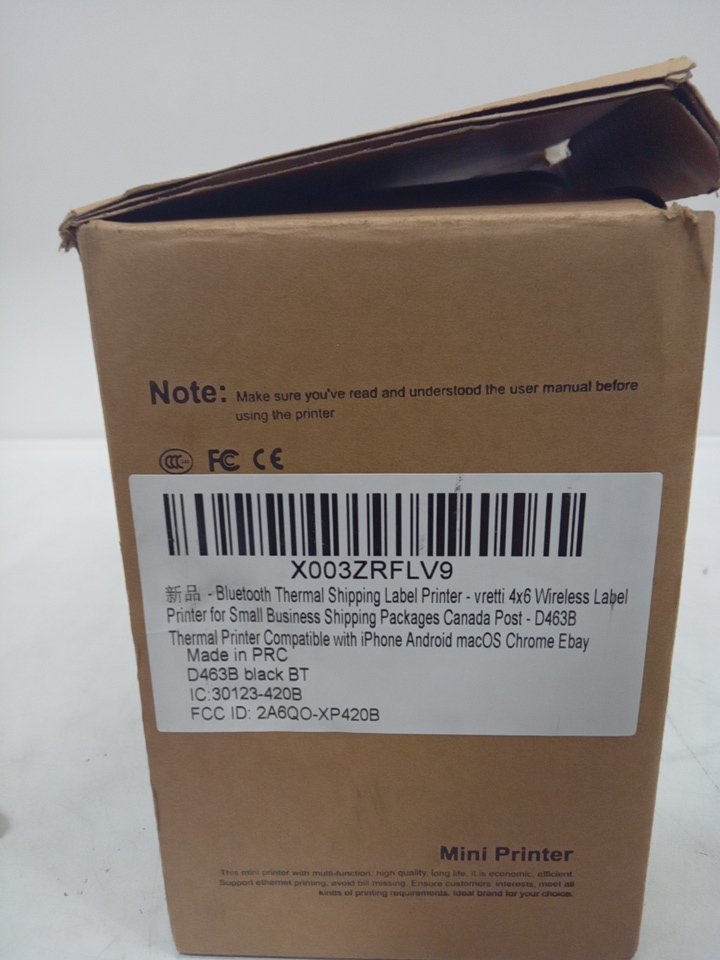 Note: Make sure you've read and understood the user manual before
using the printer
CCC FC CE
X003ZRFLV9
新品 - Bluetooth Thermal Shipping Label Printer - vretti 4x6 Wireless Label
Printer for Small Business Shipping Packages Canada Post - D463B
Thermal Printer Compatible with iPhone Android macOS Chrome Ebay
Made in PRC
D463B black BT
IC:30123-420B
FCC ID: 2A6QO-XP420B
Mini Printer
This mini printer with multi-function, high quality, long life, it is economic, efficient.
Support ethernet printing, avoid bill missing. Ensure customers interests, meet all
kinds of printing requirements. Ideal brand for your choice.